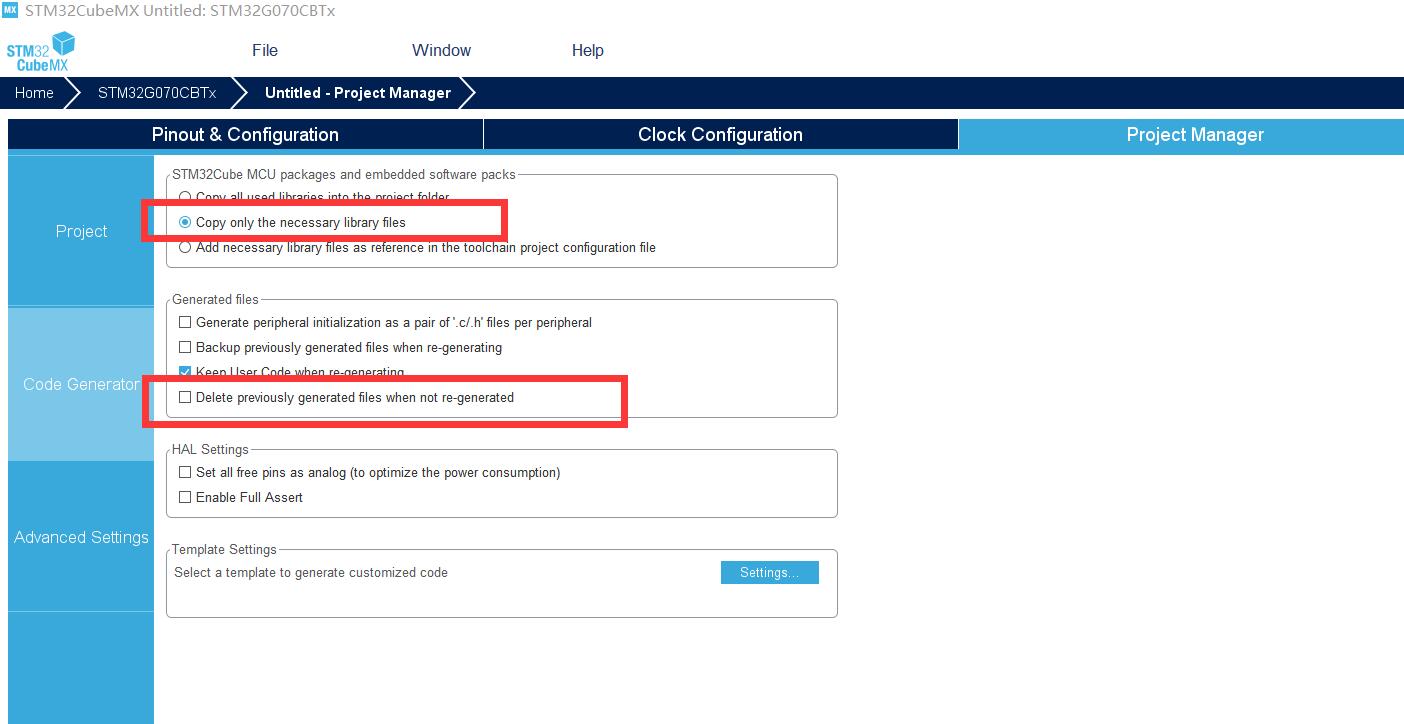 MX STM32CubeMX Untitled: STM32G070CBTx
STM32
CubeMX
File Window Help
Home STM32G070CBTx Untitled - Project Manager
Pinout & Configuration Clock Configuration Project Manager
Project
Code Generator
Advanced Settings
STM32Cube MCU packages and embedded software packs
Copy all used libraries into the project folder
Copy only the necessary library files
Add necessary library files as reference in the toolchain project configuration file
Generated files
Generate peripheral initialization as a pair of '.c/.h' files per peripheral
Backup previously generated files when re-generating
Keep User Code when re-generating
Delete previously generated files when not re-generated
HAL Settings
Set all free pins as analog (to optimize the power consumption)
Enable Full Assert
Template Settings
Select a template to generate customized code Settings...